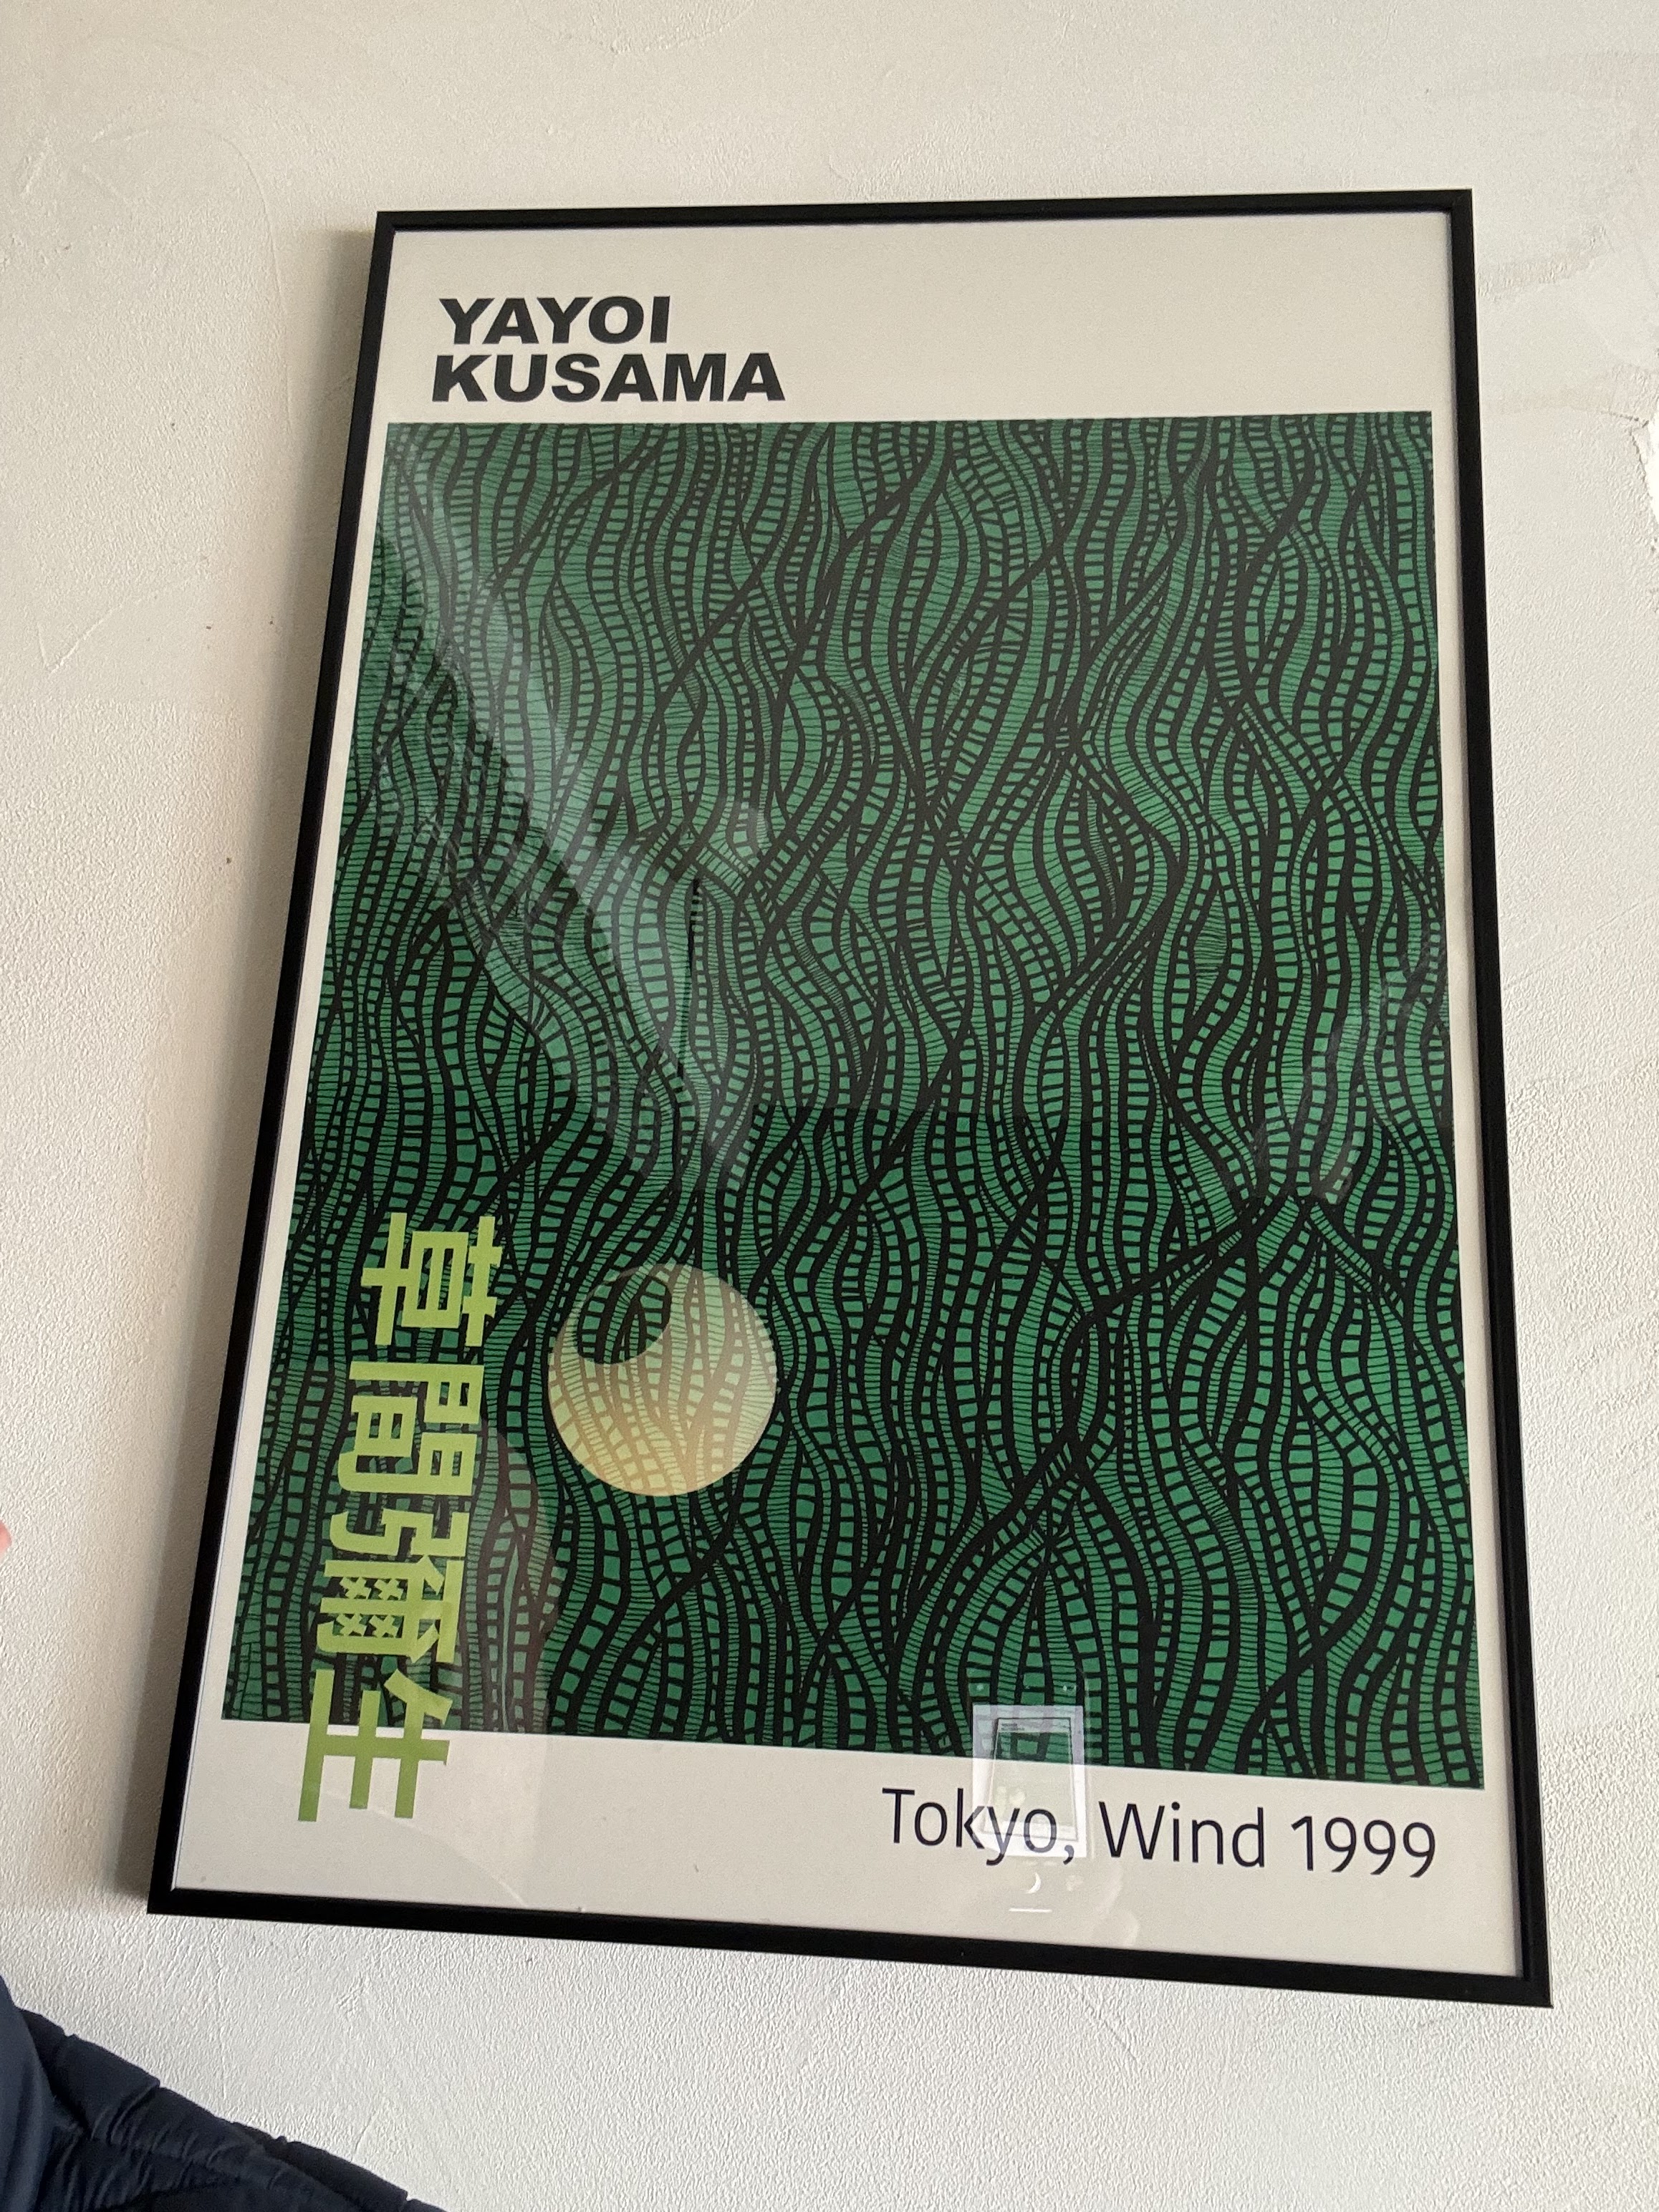 YAYOI
KUSAMA
草間彌生
Tokyo, Wind 1999